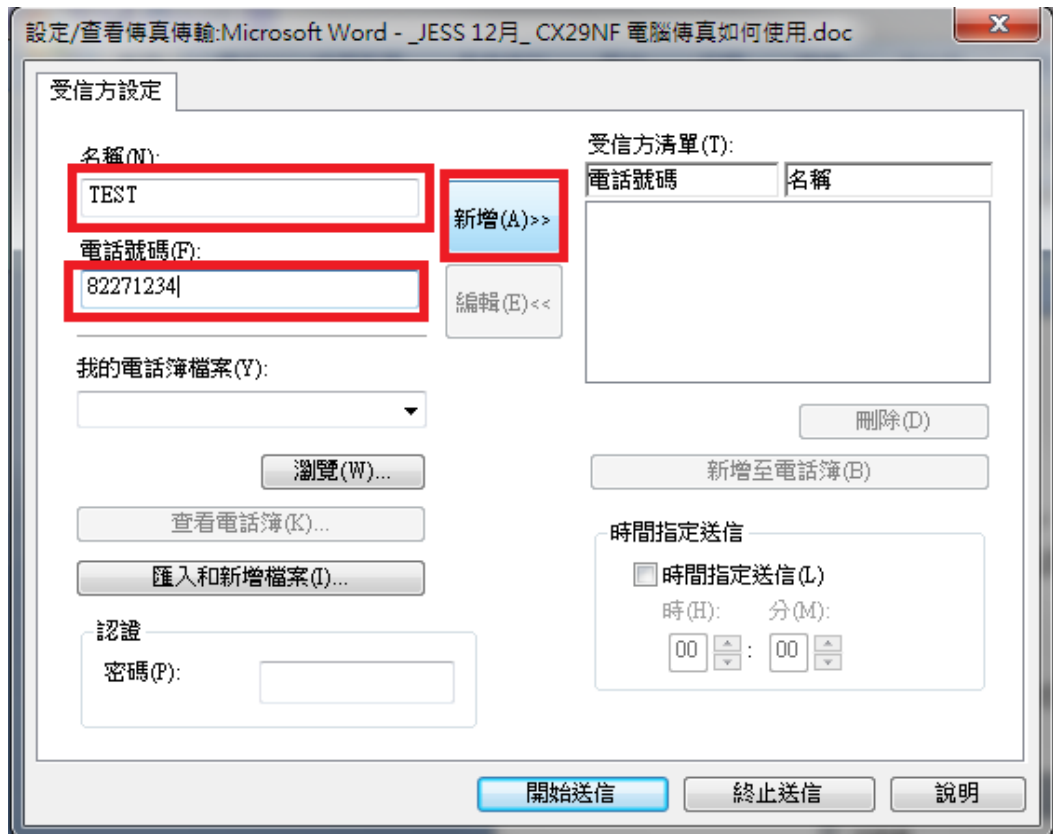 設定/查看傳真傳輸:Microsoft Word - _JESS 12月_ CX29NF 電腦傳真如何使用.doc
受信方設定
名稱(N):
TEST
新增(A)>>
電話號碼(F):
82271234
編輯(E)<<
我的電話簿檔案(Y):
瀏覽(W)...
查看電話簿(K)...
匯入和新增檔案(I)...
認證
密碼(P):
受信方清單(T):
電話號碼 名稱
刪除(D)
新增至電話簿(B)
時間指定送信
時間指定送信(L)
時(H): 分(M):
00 : 00
開始送信 終止送信 說明